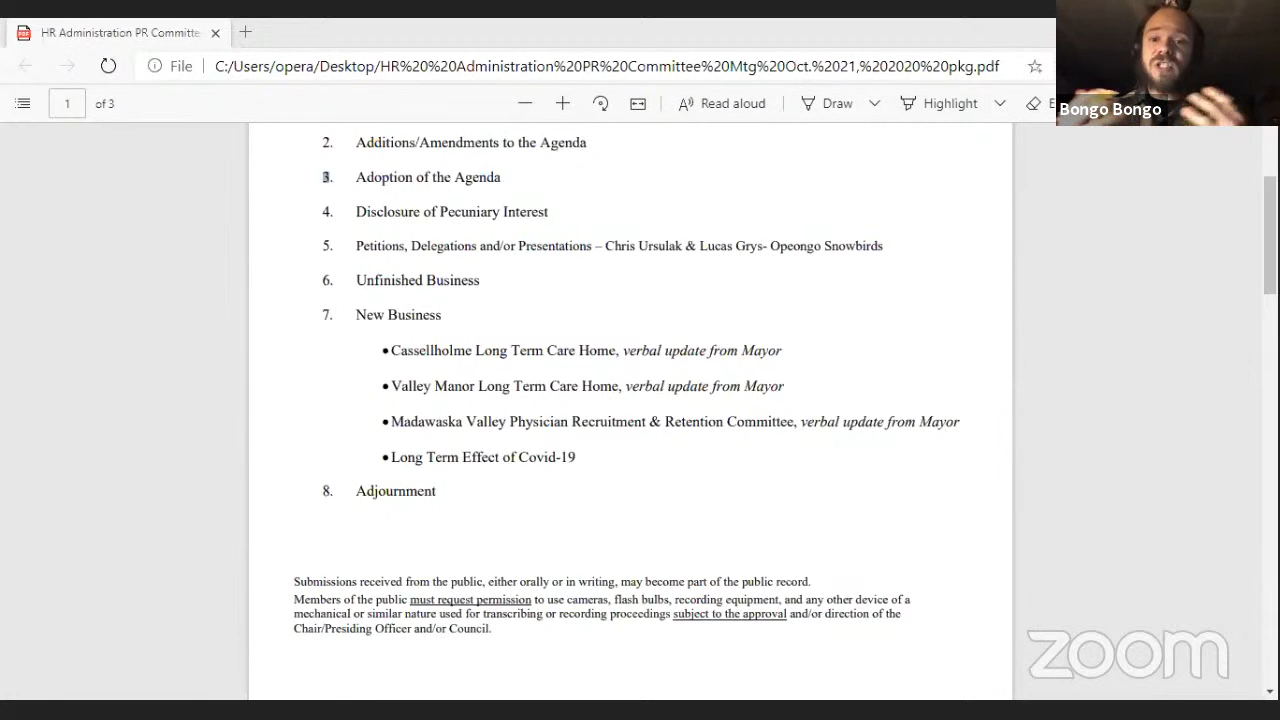 HR Administration PR Committe
File
C:/Users/opera/Desktop/HR%20%20Administration%20PR%20Committee%20Mtg%20Oct.%2021,%202020%20pkg.pdf
1 of 3
Read aloud
Draw
Highlight
E
Bongo Bongo
2. Additions/Amendments to the Agenda
3. Adoption of the Agenda
4. Disclosure of Pecuniary Interest
5. Petitions, Delegations and/or Presentations – Chris Ursulak & Lucas Grys- Opeongo Snowbirds
6. Unfinished Business
7. New Business
• Cassellholme Long Term Care Home, verbal update from Mayor
• Valley Manor Long Term Care Home, verbal update from Mayor
• Madawaska Valley Physician Recruitment & Retention Committee, verbal update from Mayor
• Long Term Effect of Covid-19
8. Adjournment
Submissions received from the public, either orally or in writing, may become part of the public record.
Members of the public must request permission to use cameras, flash bulbs, recording equipment, and any other device of a
mechanical or similar nature used for transcribing or recording proceedings subject to the approval and/or direction of the
Chair/Presiding Officer and/or Council.
zoom